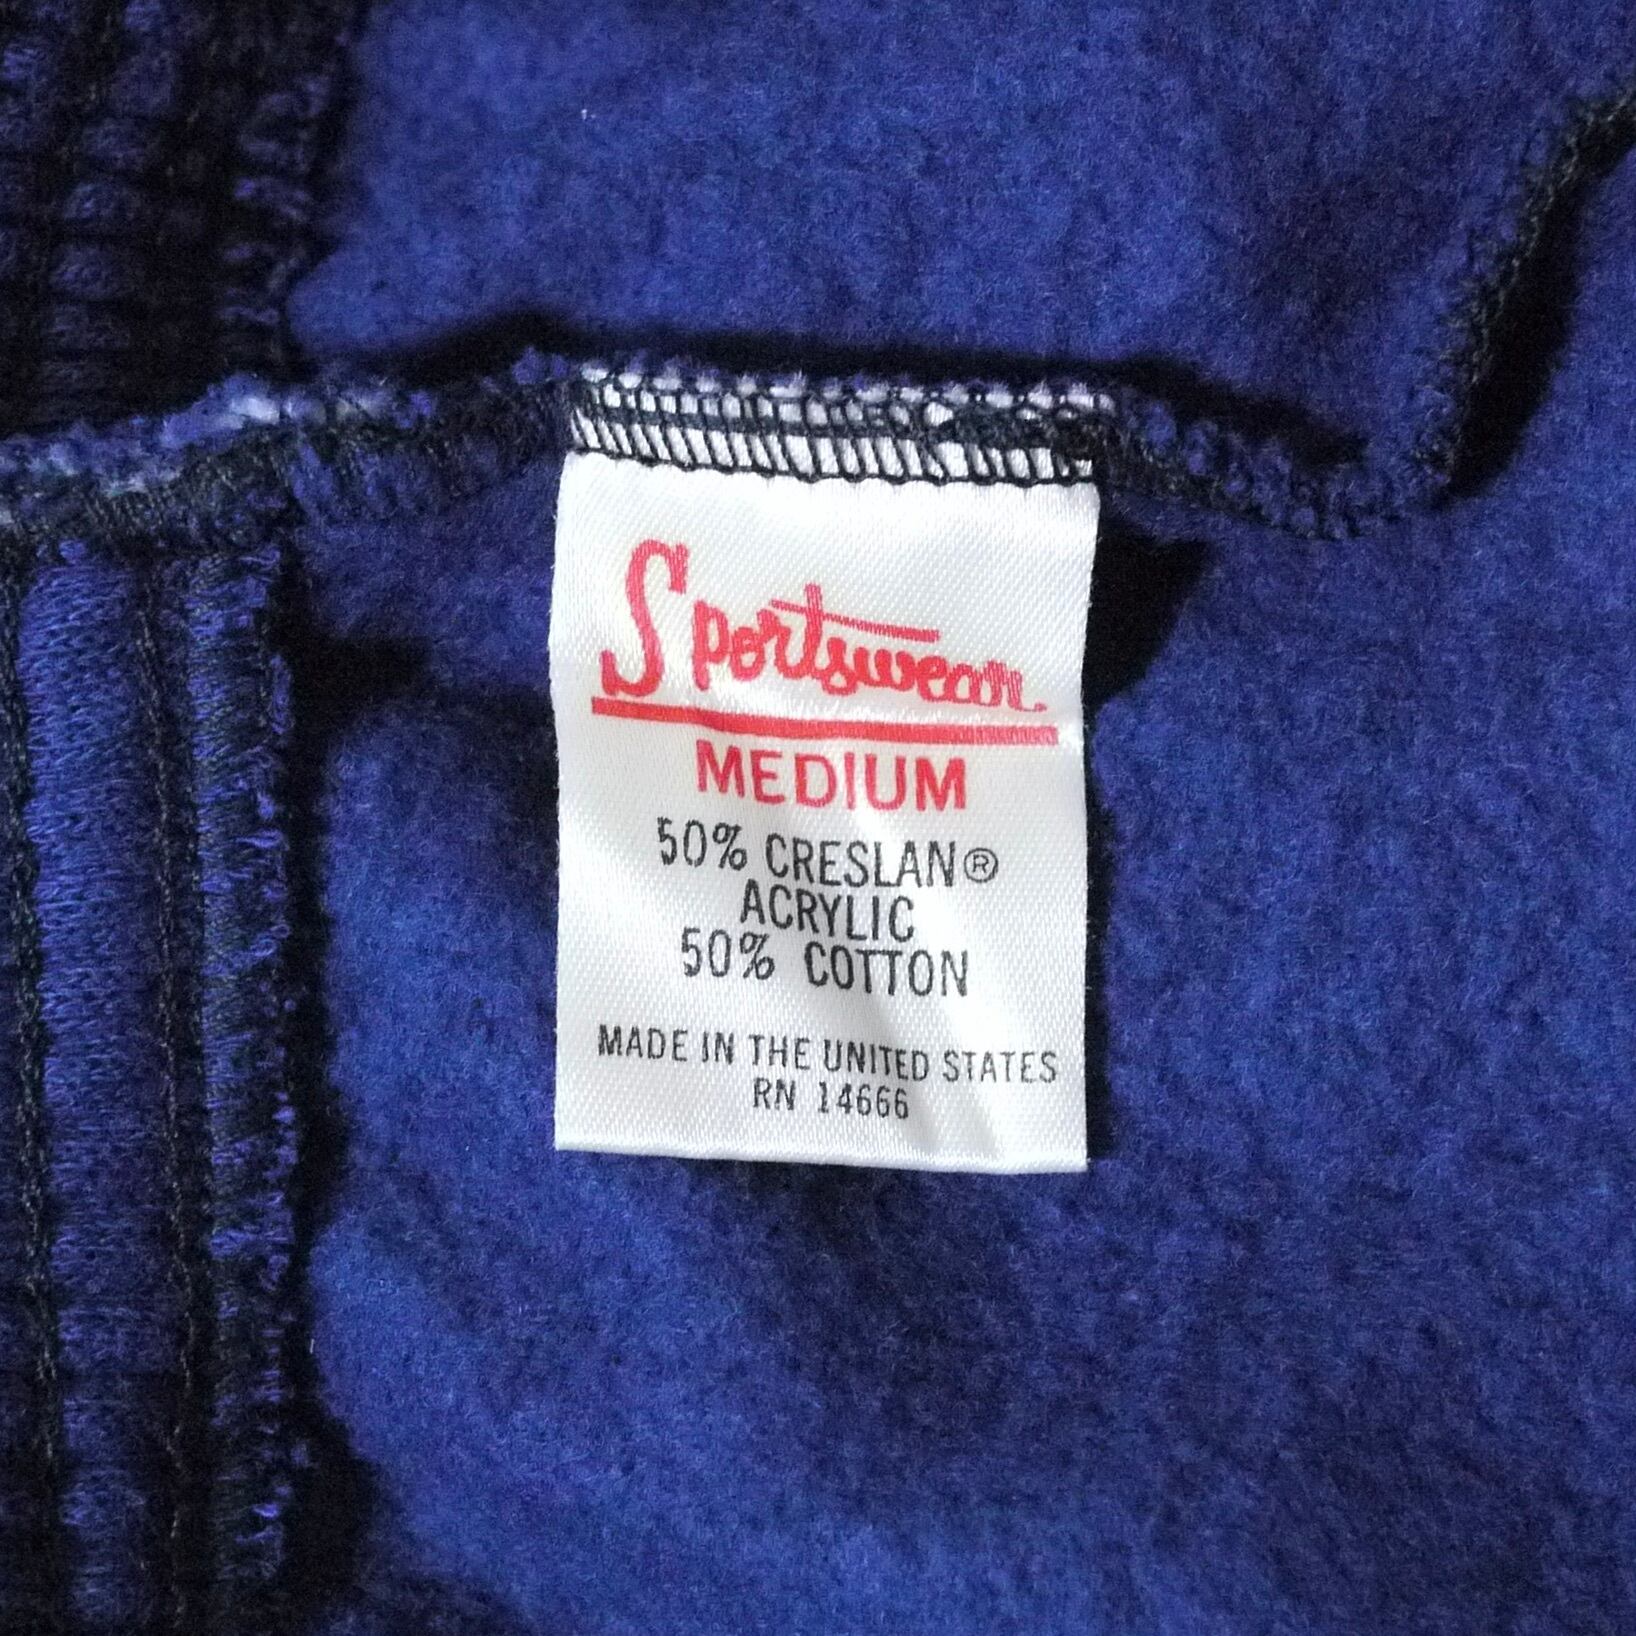 Sportswear
MEDIUM
50% CRESLAN®
ACRYLIC
50% COTTON
MADE IN THE UNITED STATES
RN 14666